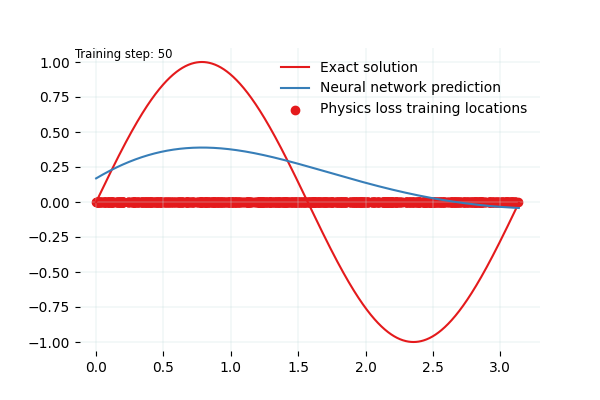 Training step: 50
Exact solution
Neural network prediction
Physics loss training locations
1.00
0.75
0.50
0.25
0.00
−0.25
−0.50
−0.75
−1.00
0.0 0.5 1.0 1.5 2.0 2.5 3.0